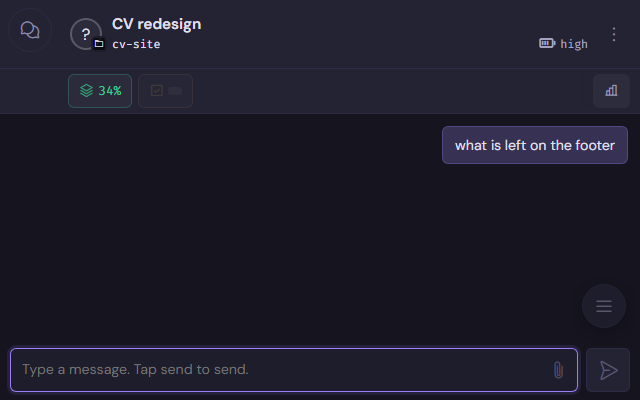 CV redesign
?
cv-site
high
34%
what is left on the footer
Type a message. Tap send to send.